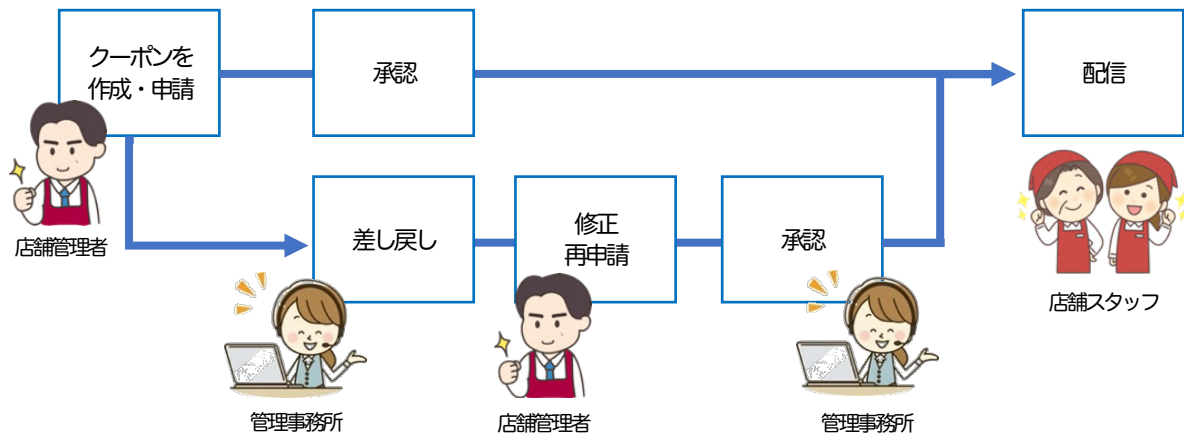 クーポンを
作成・申請
承認
配信
店舗管理者
差し戻し
修正
再申請
承認
店舗スタッフ
管理事務所
店舗管理者
管理事務所